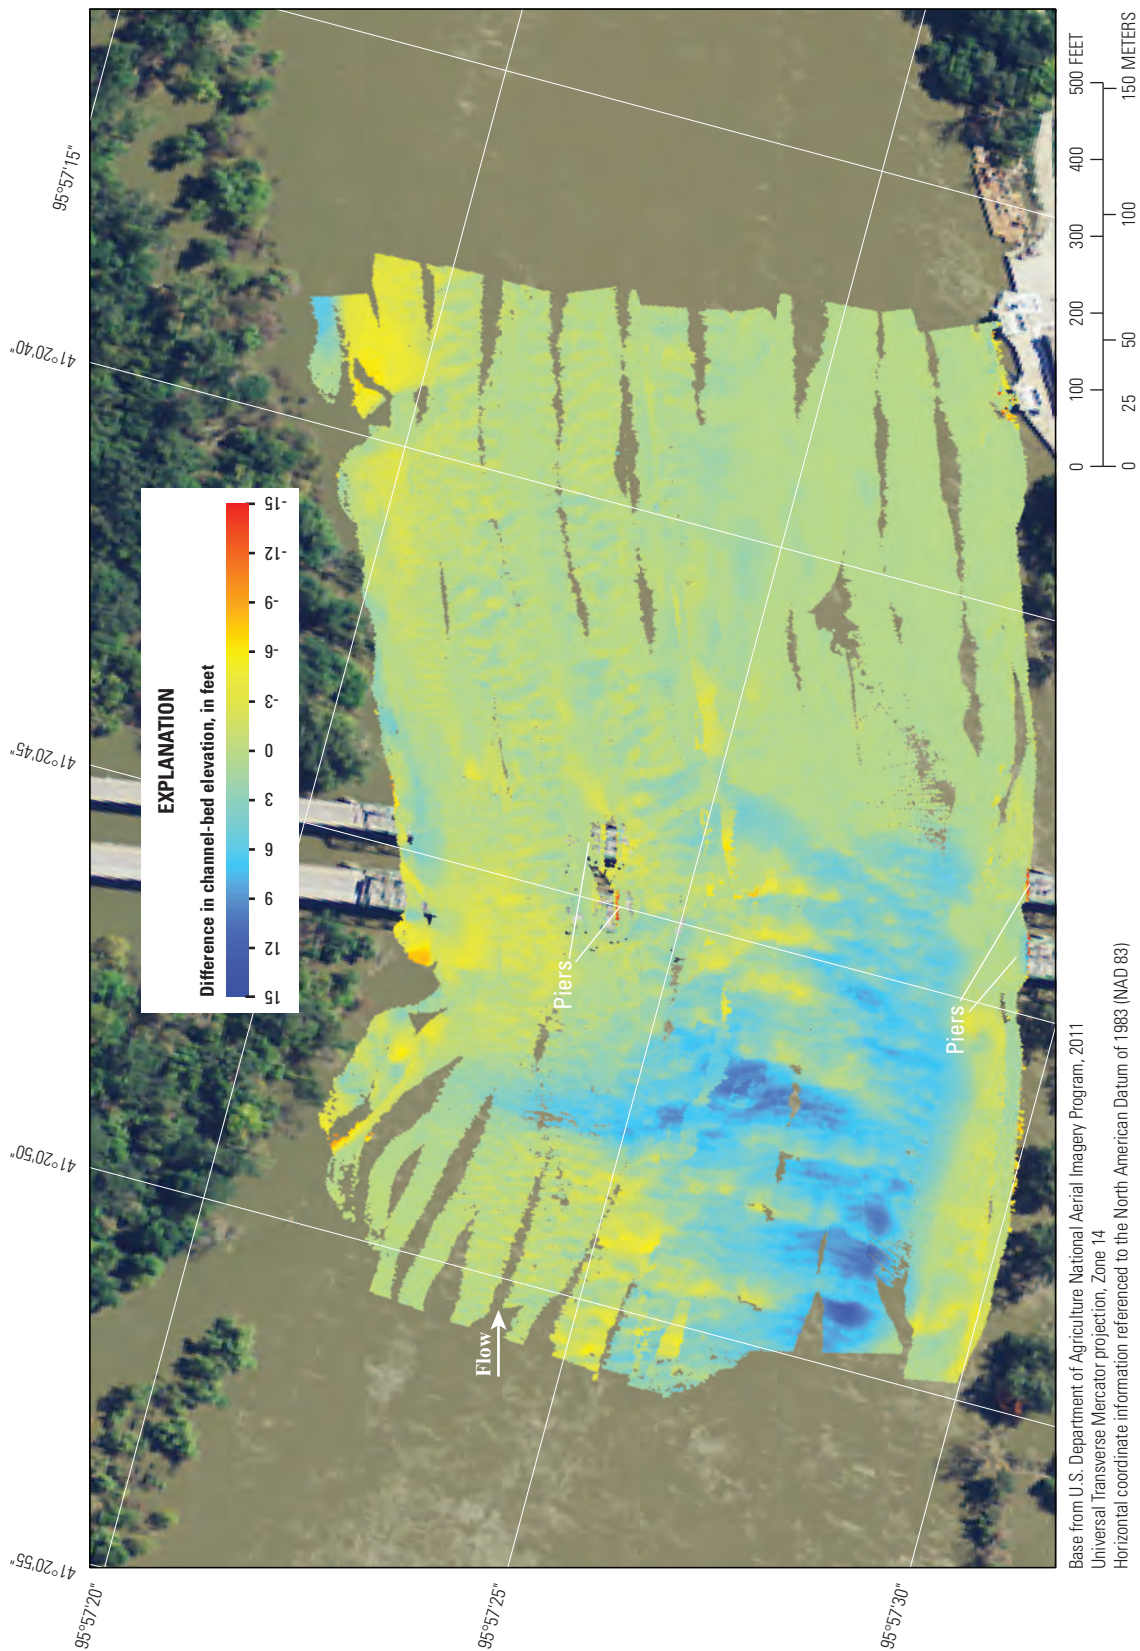 95°57'15"
41°20'40"
41°20'45"
41°20'50"
41°20'55"
95°57'20"
95°57'25"
95°57'30"
EXPLANATION
Difference in channel-bed elevation, in feet
15 12 9 6 3 0 -3 -6 -9 -12 -15
Piers
Piers
Flow
0 100 200 300 400 500 FEET
0 25 50 100 150 METERS
Base from U.S. Department of Agriculture National Aerial Imagery Program, 2011
Universal Transverse Mercator projection, Zone 14
Horizontal coordinate information referenced to the North American Datum of 1983 (NAD 83)